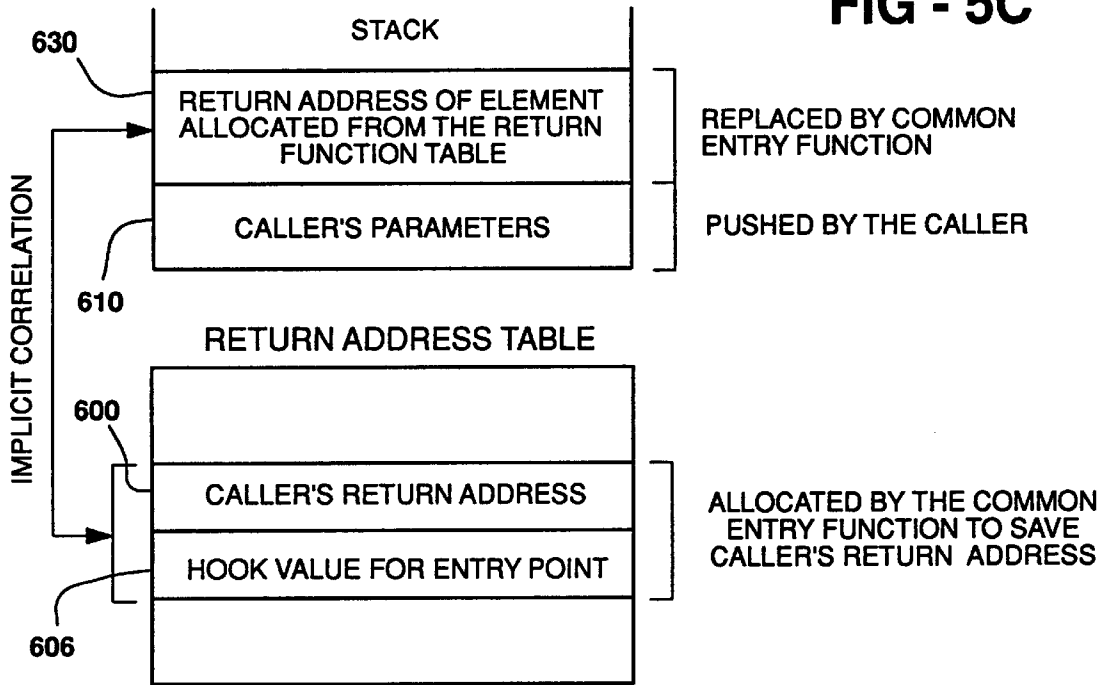 FIG - 5C
STACK
630
RETURN ADDRESS OF ELEMENT
ALLOCATED FROM THE RETURN
FUNCTION TABLE
REPLACED BY COMMON
ENTRY FUNCTION
CALLER'S PARAMETERS
PUSHED BY THE CALLER
610
IMPLICIT CORRELATION
RETURN ADDRESS TABLE
600
CALLER'S RETURN ADDRESS
HOOK VALUE FOR ENTRY POINT
ALLOCATED BY THE COMMON
ENTRY FUNCTION TO SAVE
CALLER'S RETURN ADDRESS
606